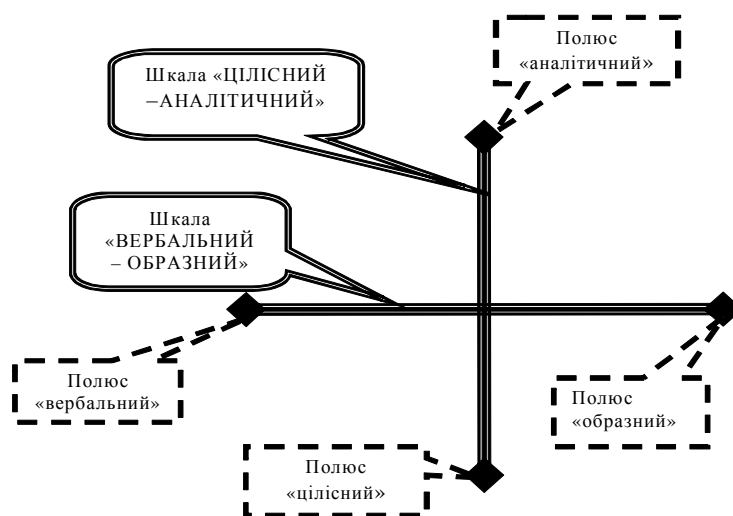 Полюс
«аналітичний»
Шкала «ЦІЛІСНИЙ
–АНАЛІТИЧНИЙ»
Шкала
«ВЕРБАЛЬНИЙ
– ОБРАЗНИЙ»
Полюс
«вербальний»
Полюс
«образний»
Полюс
«цілісний»